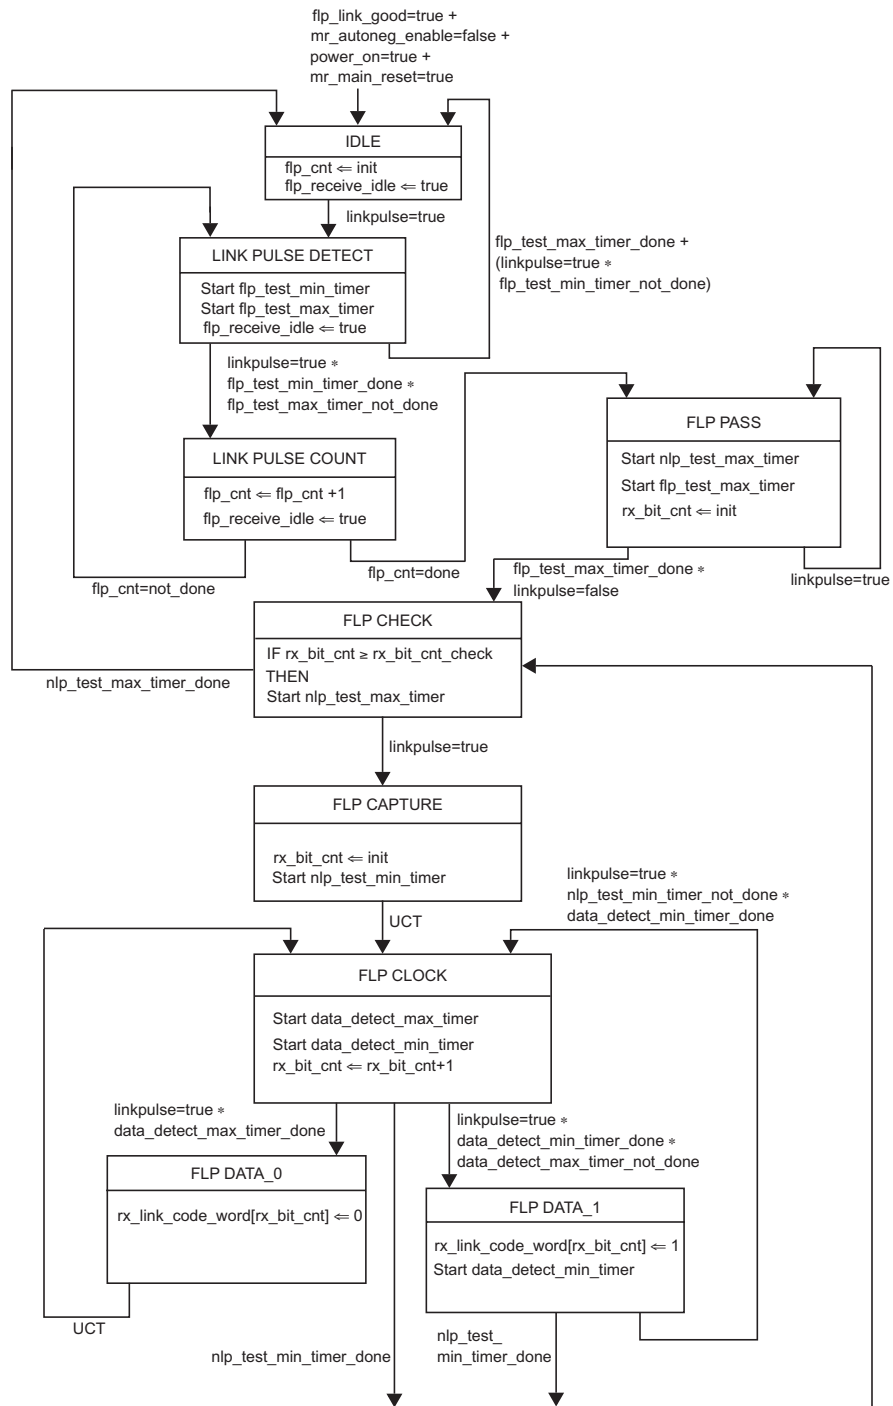 flp_link_good=true +
mr_autoneg_enable=false +
power_on=true +
mr_main_reset=true
IDLE
flp_cnt ⇐ init
flp_receive_idle ⇐ true
linkpulse=true
flp_test_max_timer_done +
(linkpulse=true *
flp_test_min_timer_not_done)
LINK PULSE DETECT
Start flp_test_min_timer
Start flp_test_max_timer
flp_receive_idle ⇐ true
linkpulse=true *
flp_test_min_timer_done *
flp_test_max_timer_not_done
LINK PULSE COUNT
flp_cnt ⇐ flp_cnt +1
flp_receive_idle ⇐ true
flp_cnt=not_done
flp_cnt=done
FLP PASS
Start nlp_test_max_timer
Start flp_test_max_timer
rx_bit_cnt ⇐ init
linkpulse=true
flp_test_max_timer_done *
linkpulse=false
FLP CHECK
IF rx_bit_cnt ≥ rx_bit_cnt_check
THEN
Start nlp_test_max_timer
nlp_test_max_timer_done
linkpulse=true
FLP CAPTURE
rx_bit_cnt ⇐ init
Start nlp_test_min_timer
UCT
linkpulse=true *
nlp_test_min_timer_not_done *
data_detect_min_timer_done
FLP CLOCK
Start data_detect_max_timer
Start data_detect_min_timer
rx_bit_cnt ⇐ rx_bit_cnt+1
linkpulse=true *
data_detect_max_timer_done
linkpulse=true *
data_detect_min_timer_done *
data_detect_max_timer_not_done
FLP DATA_0
rx_link_code_word[rx_bit_cnt] ⇐ 0
UCT
FLP DATA_1
rx_link_code_word[rx_bit_cnt] ⇐ 1
Start data_detect_min_timer
nlp_test_min_timer_done
nlp_test_
min_timer_done